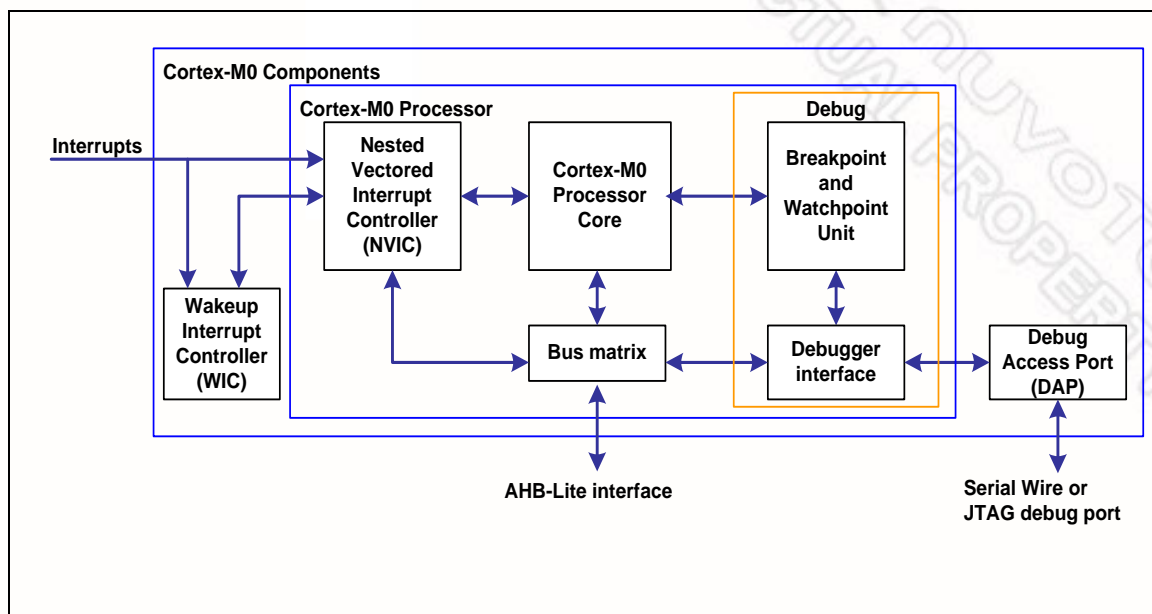 Cortex-M0 Components
Cortex-M0 Processor
Debug
Interrupts
Nested
Vectored
Interrupt
Controller
(NVIC)
Cortex-M0
Processor
Core
Breakpoint
and
Watchpoint
Unit
Wakeup
Interrupt
Controller
(WIC)
Bus matrix
Debugger
interface
Debug
Access Port
(DAP)
AHB-Lite interface
Serial Wire or
JTAG debug port
nuvoTo
PROPERT